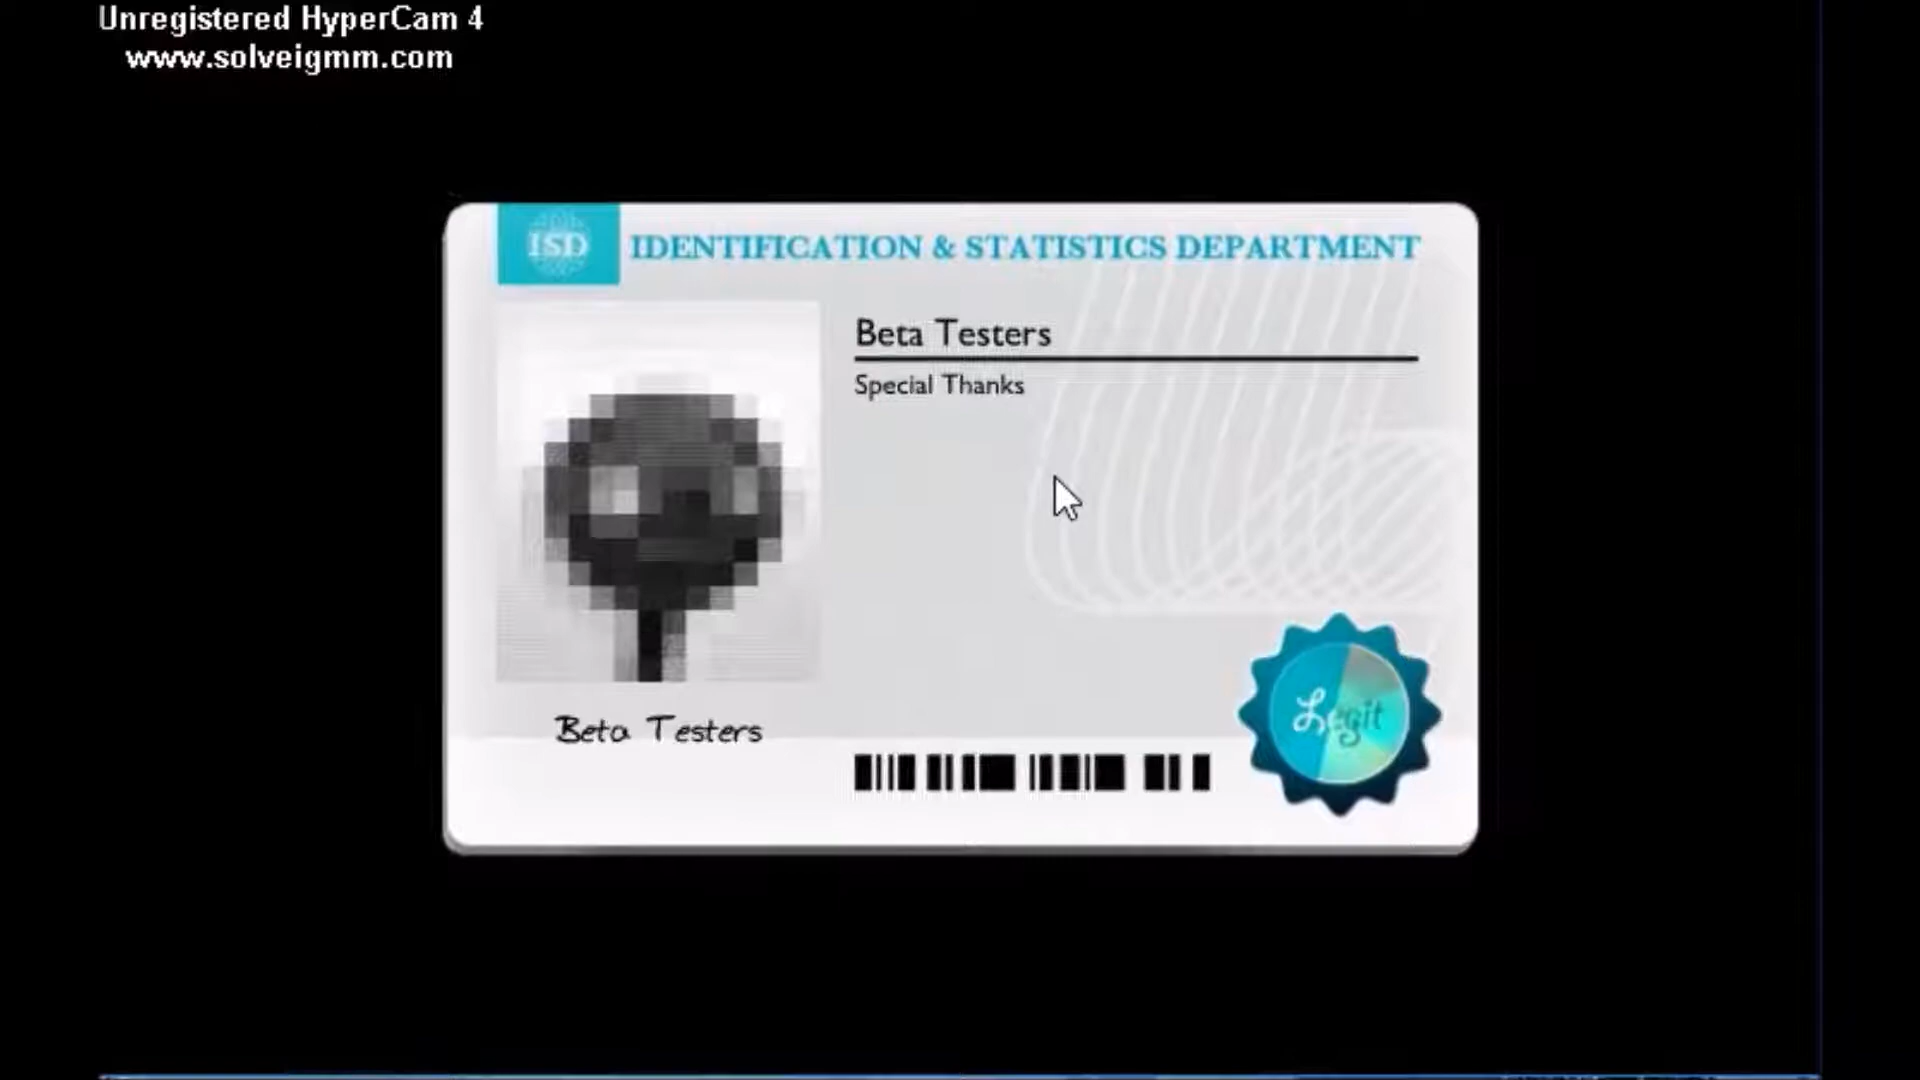 Unregistered HyperCam 4
www.solveigmm.com
ISD
IDENTIFICATION & STATISTICS DEPARTMENT
Beta Testers
Special Thanks
Beta Testers
Legit